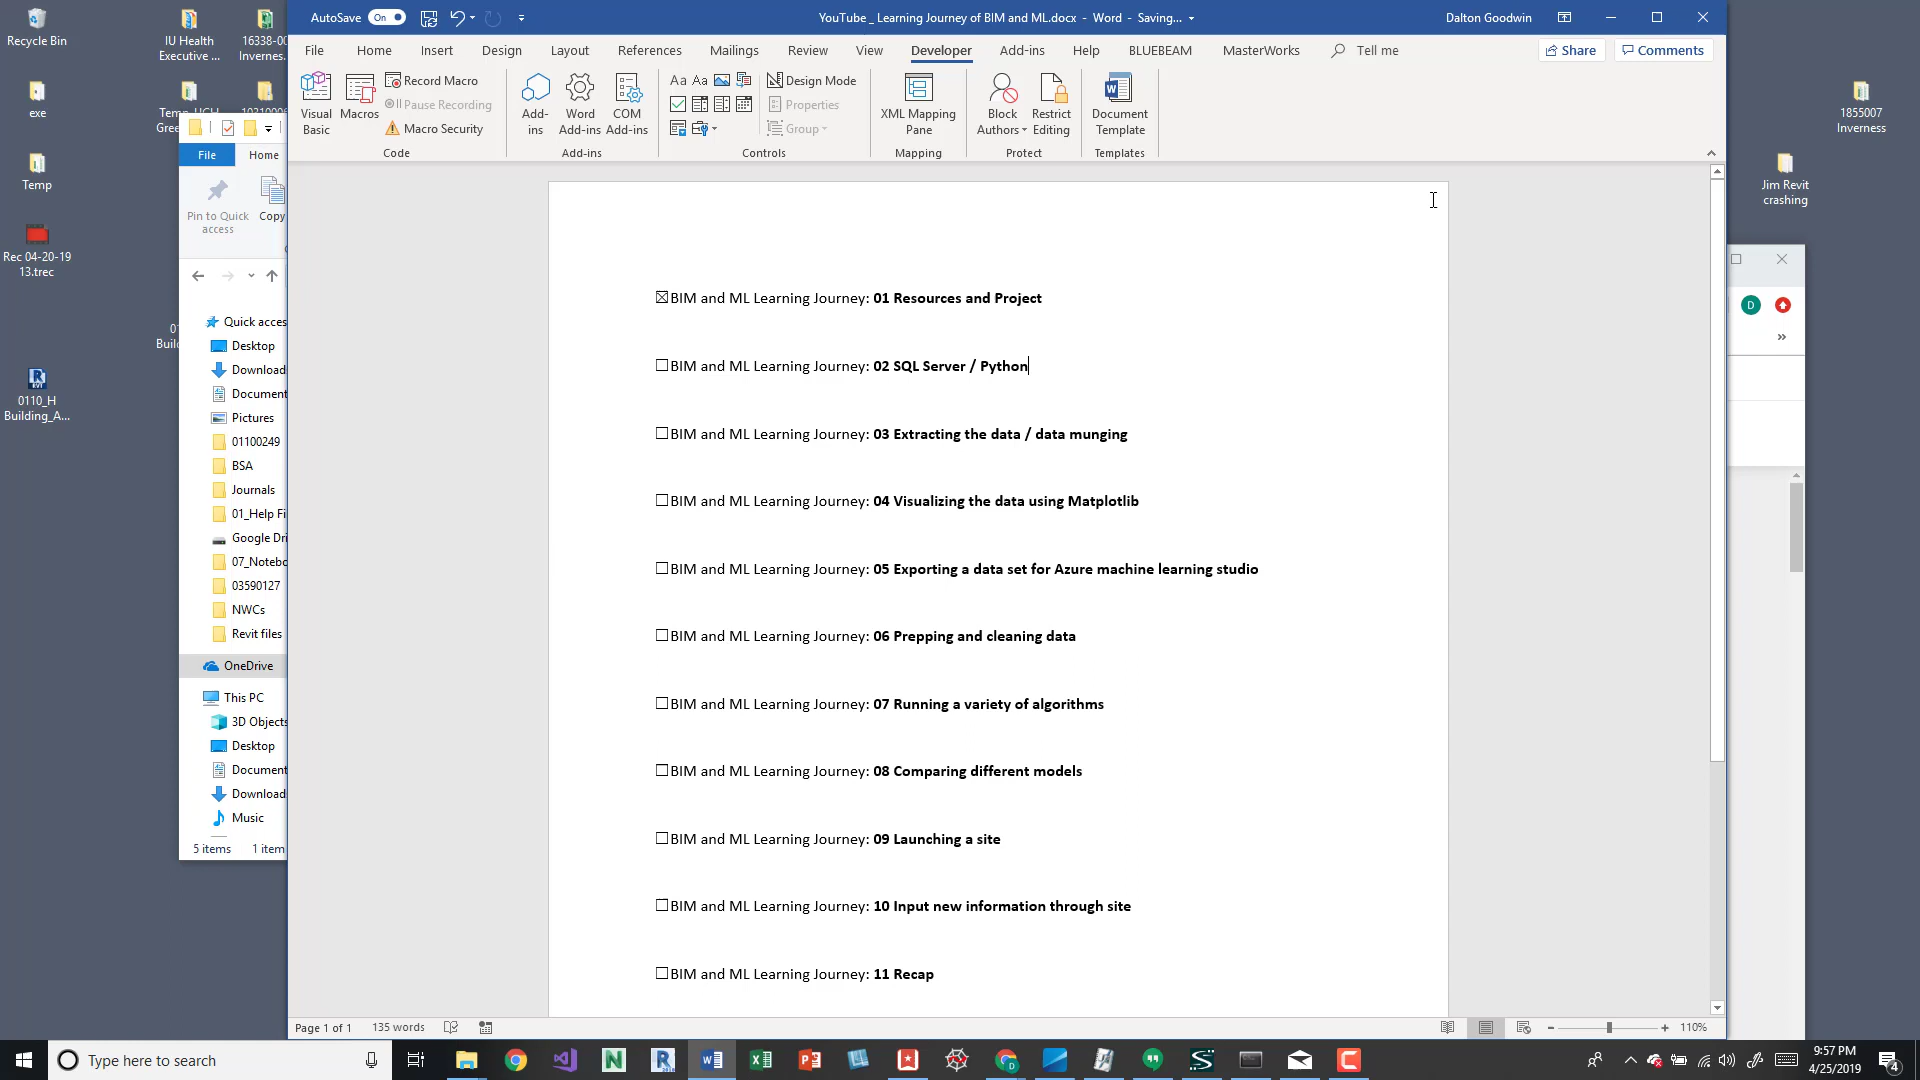 Recycle Bin
IU Health
Executive ...
16338-00
Invernes...
exe
Temp
Rec 04-20-19
13.trec
0110_H
Building_A...
1855007
Inverness
Jim Revit
crashing
AutoSave On
YouTube _ Learning Journey of BIM and ML.docx - Word - Saving...
Dalton Goodwin
File Home Insert Design Layout References Mailings Review View Developer Add-ins Help BLUEBEAM MasterWorks Tell me
Share Comments
Visual
Basic
Macros
Record Macro
Pause Recording
Macro Security
Code
Add-
ins
Word
Add-ins
COM
Add-ins
Add-ins
Aa Aa
Design Mode
Properties
Group
Controls
XML Mapping
Pane
Mapping
Block
Authors
Restrict
Editing
Protect
Document
Template
Templates
File Home
Pin to Quick
access
Copy
Quick acces
Desktop
Download
Document
Pictures
01100249
BSA
Journals
01_Help Fi
Google Dri
07_Notebo
03590127
NWCs
Revit files
OneDrive
This PC
3D Objects
Desktop
Document
Download
Music
5 items 1 item
☒BIM and ML Learning Journey: 01 Resources and Project
☐BIM and ML Learning Journey: 02 SQL Server / Python
☐BIM and ML Learning Journey: 03 Extracting the data / data munging
☐BIM and ML Learning Journey: 04 Visualizing the data using Matplotlib
☐BIM and ML Learning Journey: 05 Exporting a data set for Azure machine learning studio
☐BIM and ML Learning Journey: 06 Prepping and cleaning data
☐BIM and ML Learning Journey: 07 Running a variety of algorithms
☐BIM and ML Learning Journey: 08 Comparing different models
☐BIM and ML Learning Journey: 09 Launching a site
☐BIM and ML Learning Journey: 10 Input new information through site
☐BIM and ML Learning Journey: 11 Recap
D
Page 1 of 1 135 words
110%
Type here to search
9:57 PM
4/25/2019
4